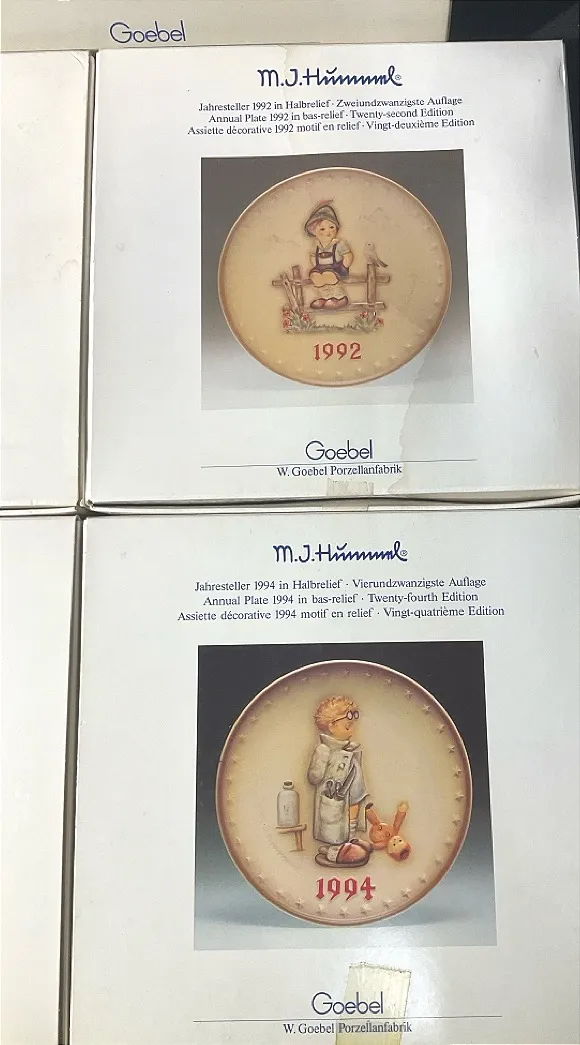 Goebel
M.J.Hümmel®
Jahresteller 1992 in Halbrelief · Zweiundzwanzigste Auflage
Annual Plate 1992 in bas-relief · Twenty-second Edition
Assiette décorative 1992 motif en relief · Vingt-deuxième Edition
1992
Goebel
W. Goebel Porzellanfabrik
M.J.Hümmel®
Jahresteller 1994 in Halbrelief · Vierundzwanzigste Auflage
Annual Plate 1994 in bas-relief · Twenty-fourth Edition
Assiette décorative 1994 motif en relief · Vingt-quatrième Edition
1994
Goebel
W. Goebel Porzellanfabrik